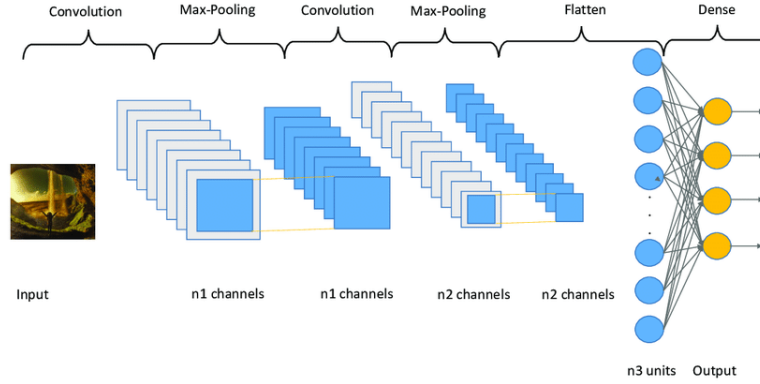 Convolution
Max-Pooling
Convolution
Max-Pooling
Flatten
Dense
Input
n1 channels
n1 channels
n2 channels
n2 channels
n3 units
Output